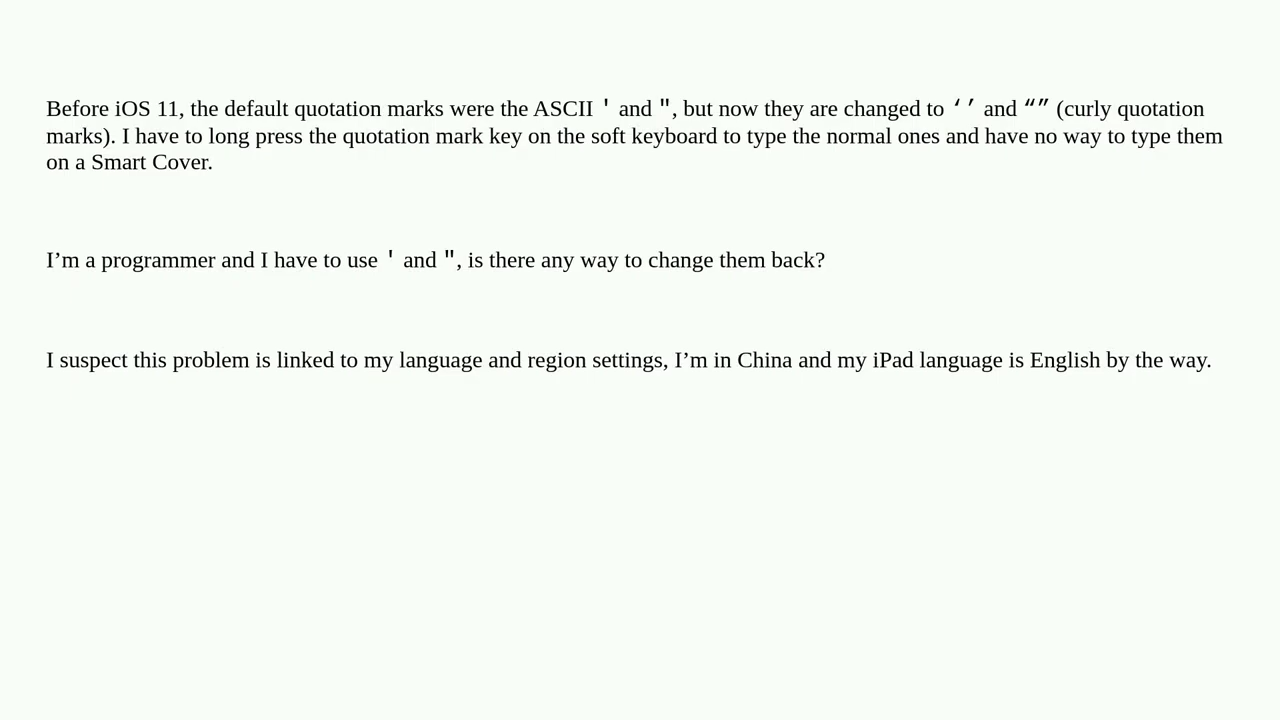 Before iOS 11, the default quotation marks were the ASCII ' and ", but now they are changed to ‘ ’ and “” (curly quotation
marks). I have to long press the quotation mark key on the soft keyboard to type the normal ones and have no way to type them
on a Smart Cover.
I’m a programmer and I have to use ' and ", is there any way to change them back?
I suspect this problem is linked to my language and region settings, I’m in China and my iPad language is English by the way.